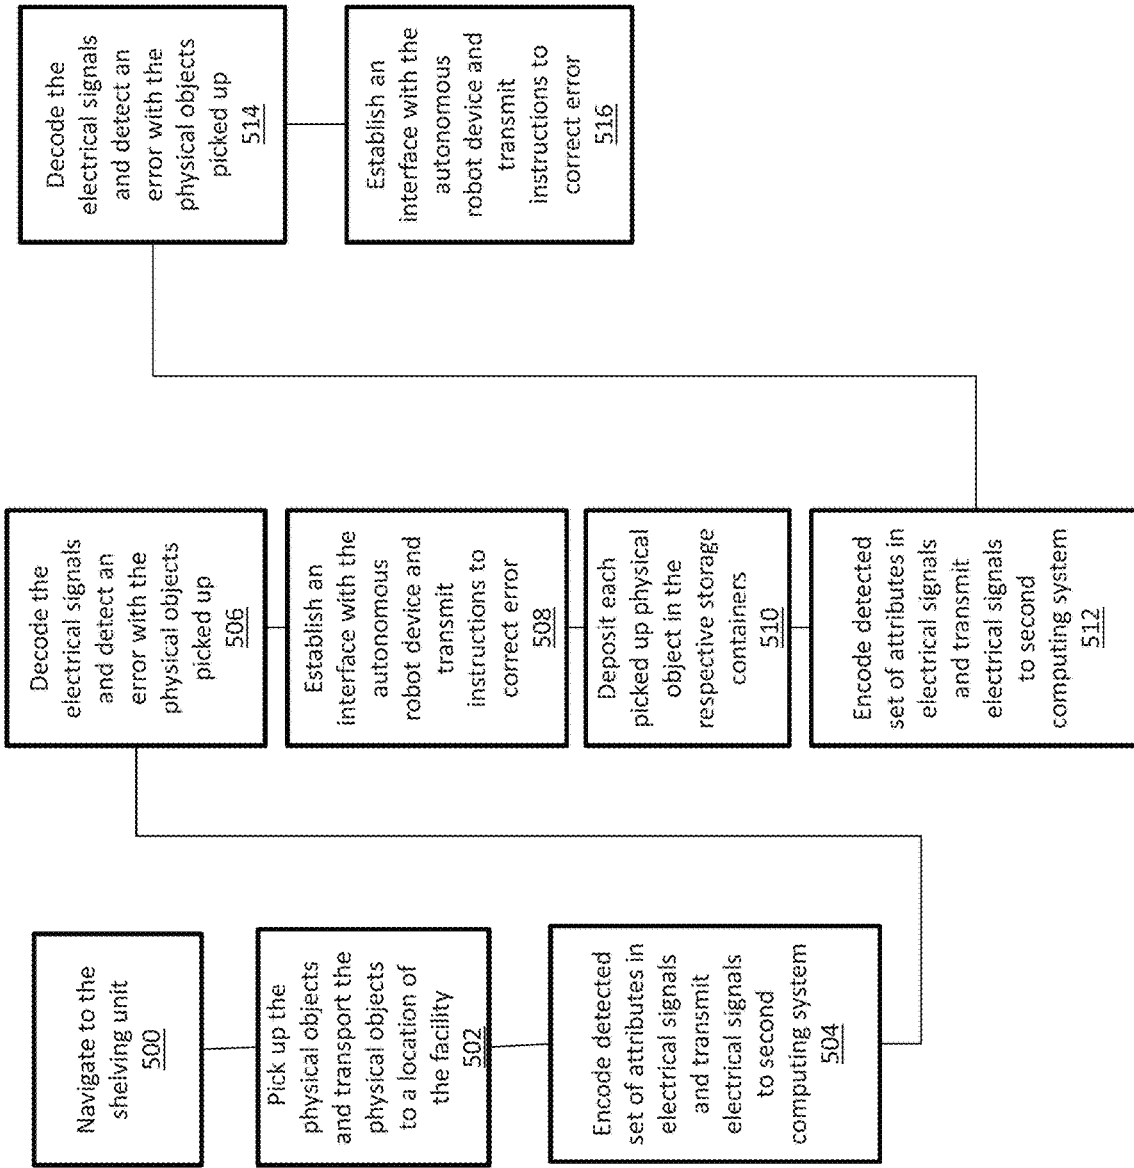 Navigate to the
shelving unit
500
Pick up the
physical objects
and transport the
physical objects
to a location of
the facility
502
Encode detected
set of attributes in
electrical signals
and transmit
electrical signals
to second
computing system
504
Decode the
electrical signals
and detect an
error with the
physical objects
picked up
506
Establish an
interface with the
autonomous
robot device and
transmit
instructions to
correct error
508
Deposit each
picked up physical
object in the
respective storage
containers
510
Encode detected
set of attributes in
electrical signals
and transmit
electrical signals
to second
computing system
512
Decode the
electrical signals
and detect an
error with the
physical objects
picked up
514
Establish an
interface with the
autonomous
robot device and
transmit
instructions to
correct error
516